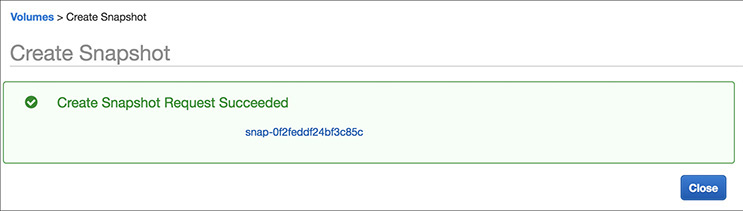 Volumes > Create Snapshot
Create Snapshot
Create Snapshot Request Succeeded
snap-0f2feddf24bf3c85c
Close